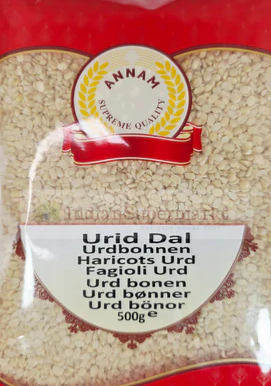 ANNAM
SUPREME QUALITY
Urid Dal
Urdbohnen
Haricots Urd
Fagioli Urd
Urd bonen
Urd bønner
Urd bönor
500g e